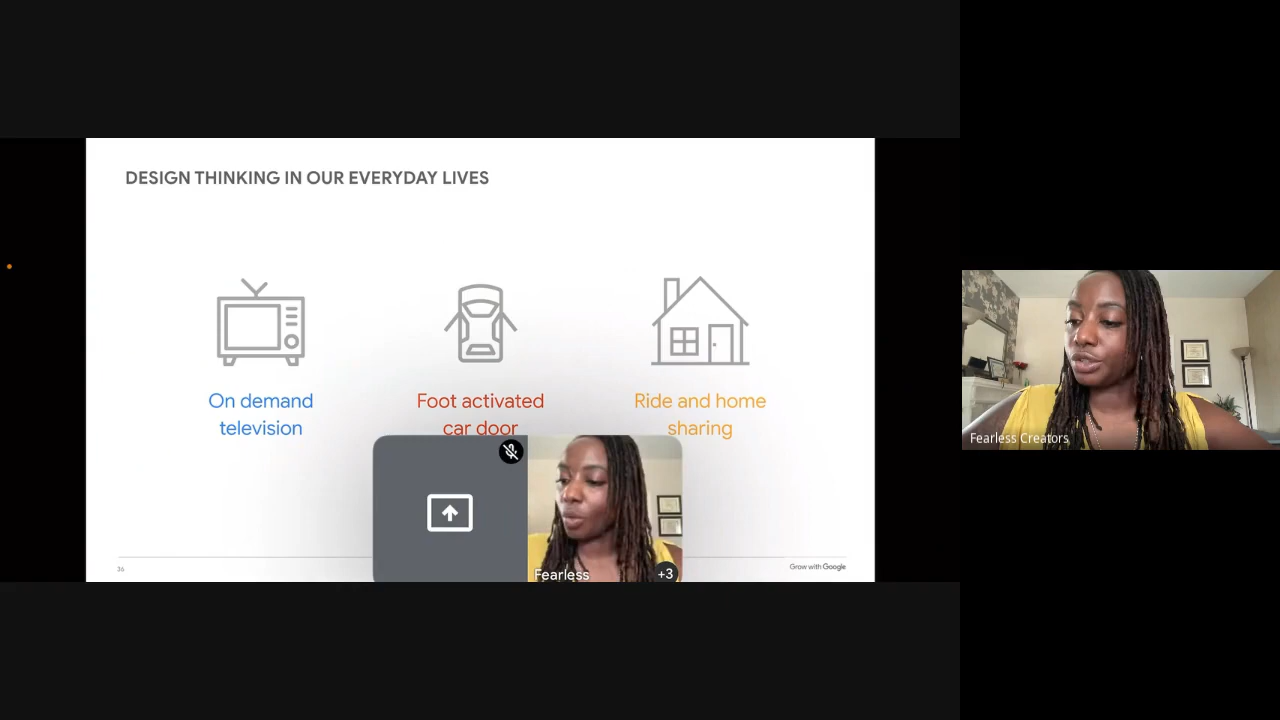 DESIGN THINKING IN OUR EVERYDAY LIVES
On demand
television
Foot activated
car door
Ride and home
sharing
Fearless
+3
36
Grow with Google
Fearless Creators